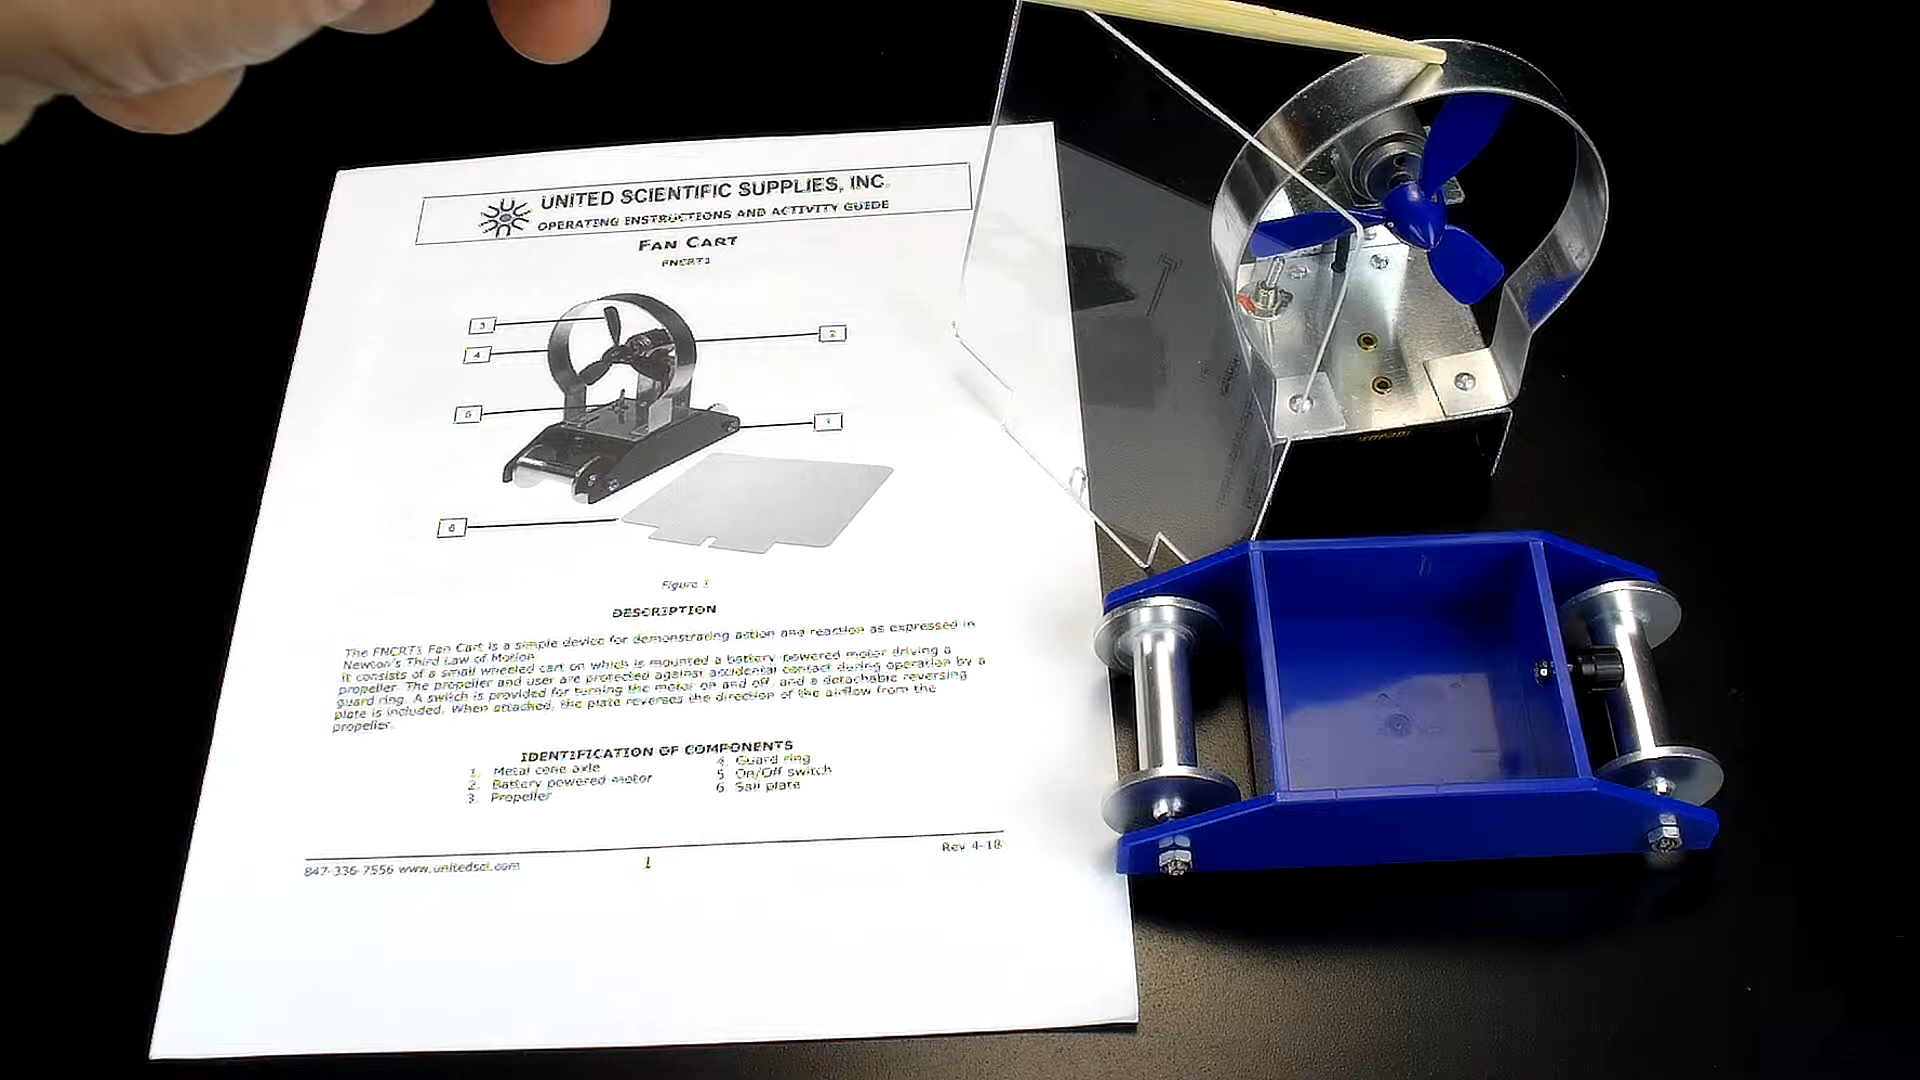 UNITED SCIENTIFIC SUPPLIES, INC.
OPERATING INSTRUCTIONS AND ACTIVITY GUIDE
FAN CART
FNCRT1
3
2
4
5
1
6
Figure 1
DESCRIPTION
The FNCRT1 Fan Cart is a simple device for demonstrating action and reaction as expressed in
Newton's Third Law of Motion
It consists of a small wheeled cart on which is mounted a battery powered motor driving a
propeller. The propeller and user are protected against accidental contact during operation by a
guard ring. A switch is provided for turning the motor on and off, and a detachable reversing
plate is included. When attached, the plate reverses the direction of the airflow from the
propeller.
IDENTIFICATION OF COMPONENTS
1. Metal cone axle
2. Battery powered motor
3. Propeller
4. Guard ring
5 On/Off switch
6 Sail plate
847-336-7556 www.unitedsci.com
1
Rev 4-18